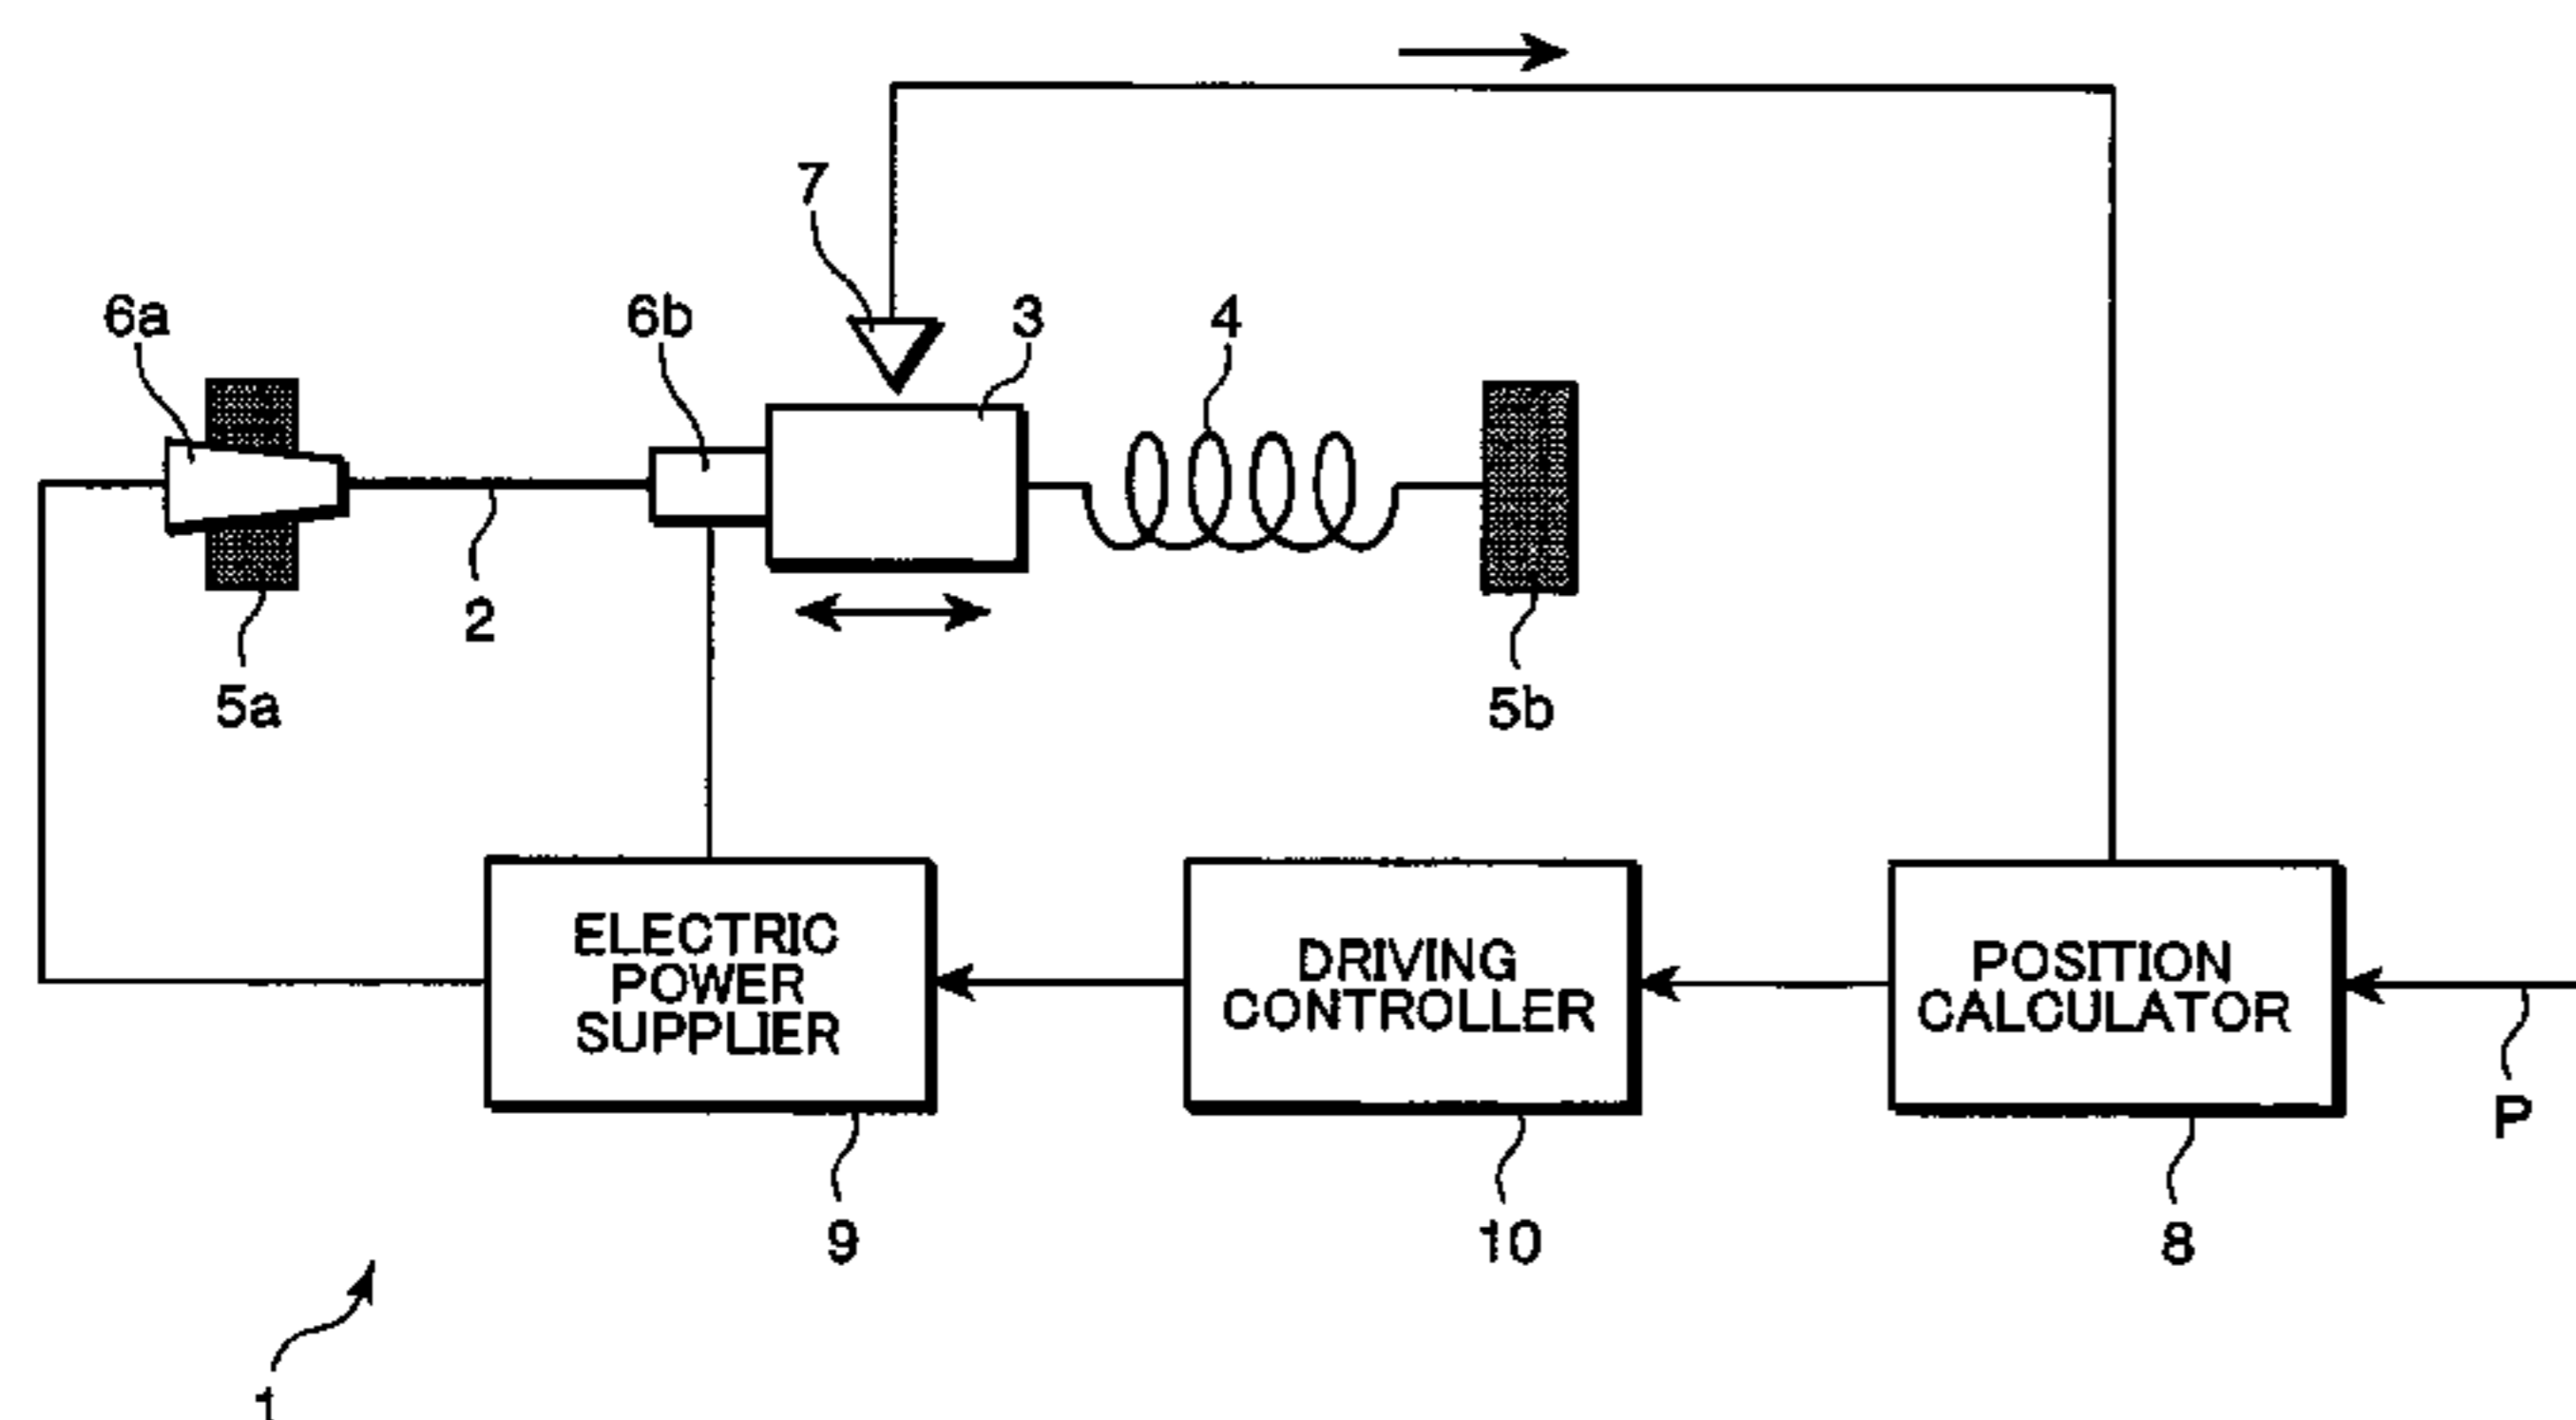 7
6a
6b
3
4
2
5a
5b
ELECTRIC
POWER
SUPPLIER
DRIVING
CONTROLLER
POSITION
CALCULATOR
P
9
10
8
1